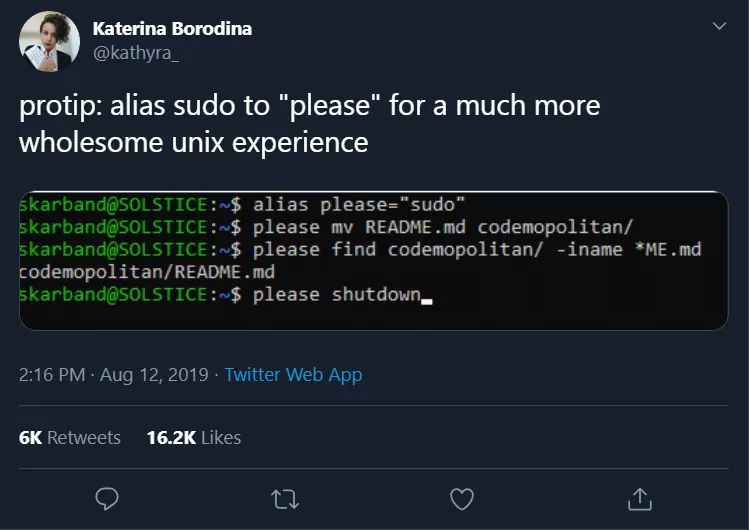 Katerina Borodina
@kathyra_
protip: alias sudo to "please" for a much more
wholesome unix experience
skarband@SOLSTICE:~$ alias please="sudo"
skarband@SOLSTICE:~$ please mv README.md codemopolitan/
skarband@SOLSTICE:~$ please find codemopolitan/ -iname *ME.md
codemopolitan/README.md
skarband@SOLSTICE:~$ please shutdown_
2:16 PM · Aug 12, 2019 · Twitter Web App
6K Retweets 16.2K Likes